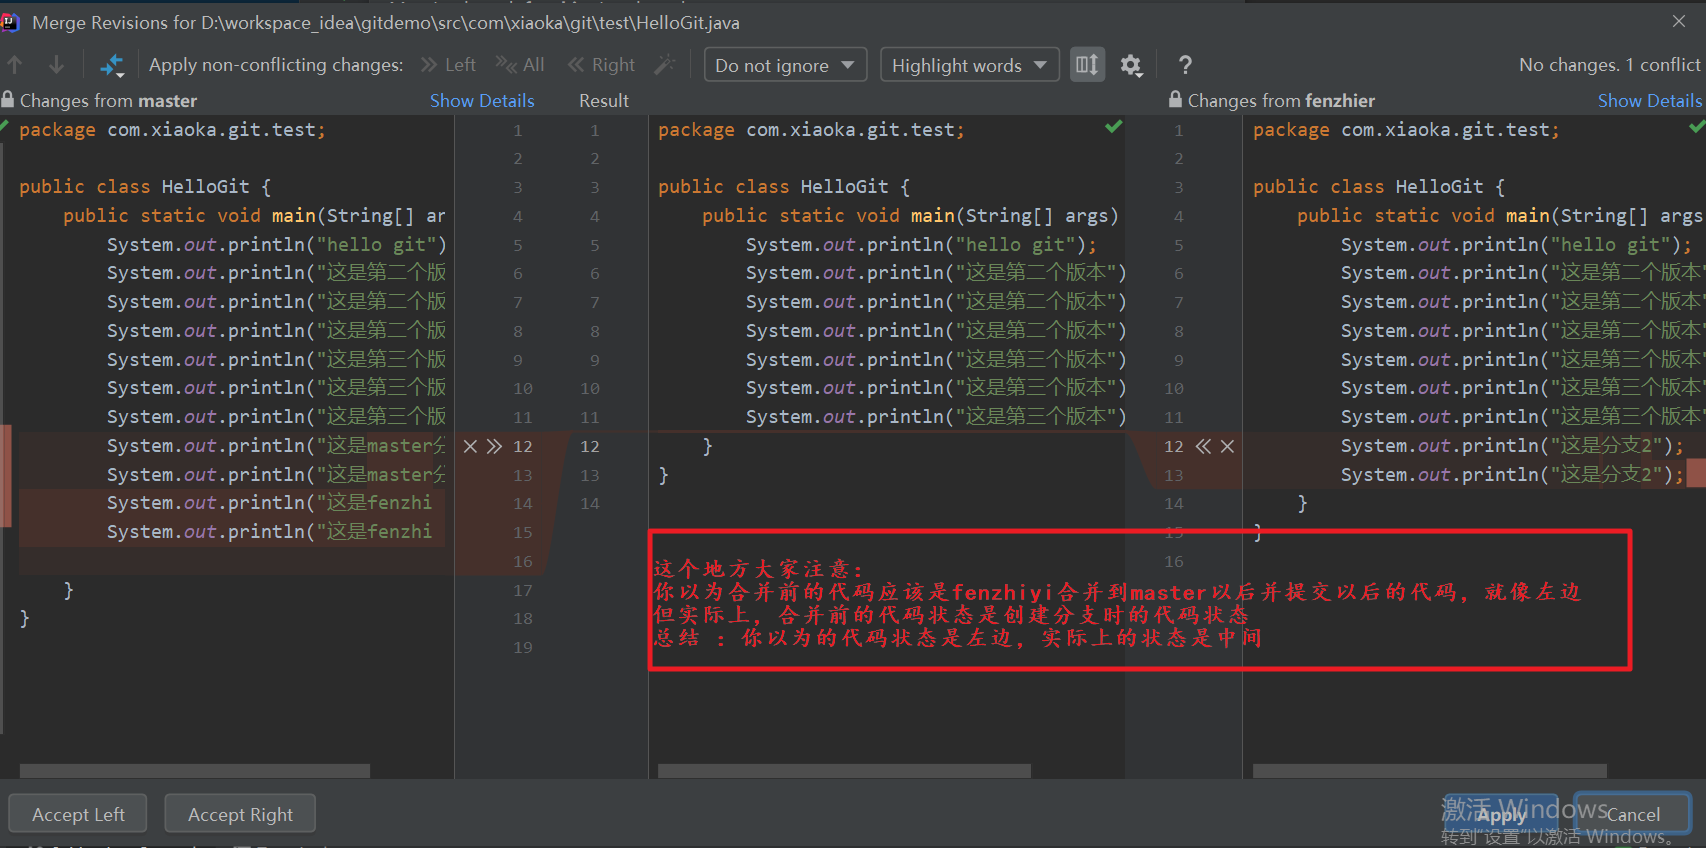 Merge Revisions for D:\workspace_idea\gitdemo\src\com\xiaoka\git\test\HelloGit.java
Apply non-conflicting changes: Left All Right Do not ignore Highlight words ? No changes. 1 conflict
Changes from master Show Details Result Changes from fenzhier Show Details
package com.xiaoka.git.test; 1 1 package com.xiaoka.git.test; 1 package com.xiaoka.git.test;
2 2 2
public class HelloGit { 3 3 public class HelloGit { 3 public class HelloGit {
public static void main(String[] ar 4 4 public static void main(String[] args) 4 public static void main(String[] args
System.out.println("hello git") 5 5 System.out.println("hello git"); 5 System.out.println("hello git");
System.out.println("这是第二个版 6 6 System.out.println("这是第二个版本") 6 System.out.println("这是第二个版本"
System.out.println("这是第二个版 7 7 System.out.println("这是第二个版本") 7 System.out.println("这是第二个版本"
System.out.println("这是第二个版 8 8 System.out.println("这是第二个版本") 8 System.out.println("这是第二个版本"
System.out.println("这是第三个版 9 9 System.out.println("这是第三个版本") 9 System.out.println("这是第三个版本"
System.out.println("这是第三个版 10 10 System.out.println("这是第三个版本") 10 System.out.println("这是第三个版本"
System.out.println("这是第三个版 11 11 System.out.println("这是第三个版本") 11 System.out.println("这是第三个版本"
System.out.println("这是master分 12 12 } 12 System.out.println("这是分支2");
System.out.println("这是master分 13 13 } 13 System.out.println("这是分支2");
System.out.println("这是fenzhi 14 14 14 }
System.out.println("这是fenzhi 15 15 }
16 16
} 17
} 18
19
这个地方大家注意：
你以为合并前的代码应该是fenzhiyi合并到master以后并提交以后的代码，就像左边
但实际上，合并前的代码状态是创建分支时的代码状态
总结 ：你以为的代码状态是左边，实际上的状态是中间
Accept Left Accept Right Apply Cancel
激活 Windows
转到"设置"以激活 Windows。